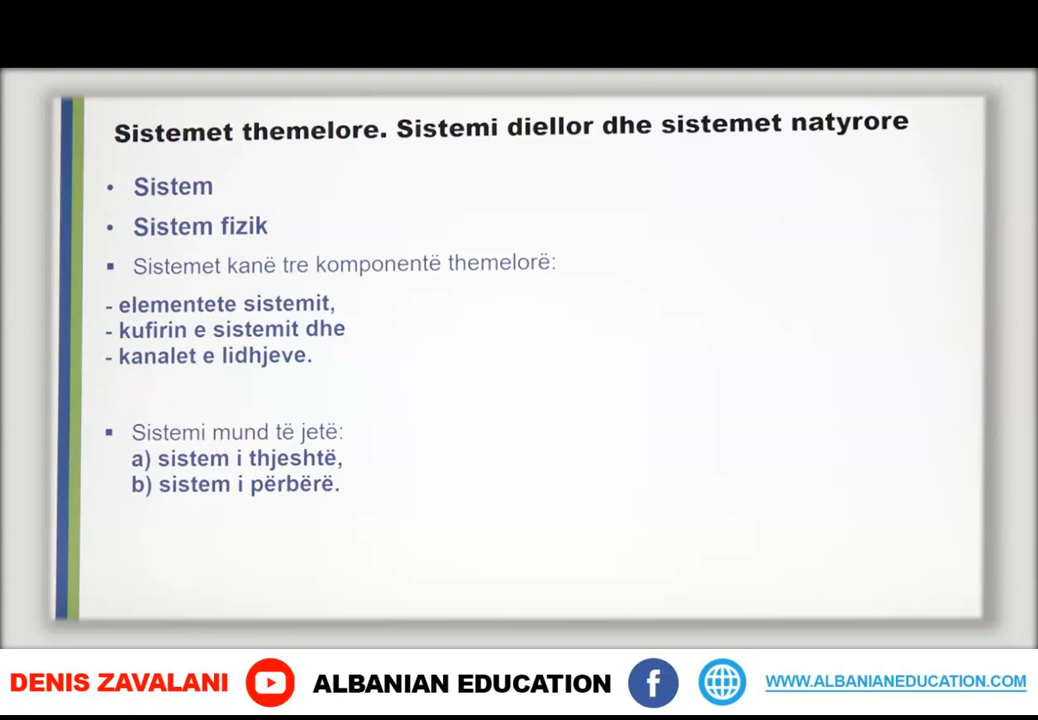 Sistemet themelore. Sistemi diellor dhe sistemet natyrore
• Sistem
• Sistem fizik
▪ Sistemet kanë tre komponentë themelorë:
- elementete sistemit,
- kufirin e sistemit dhe
- kanalet e lidhjeve.
▪ Sistemi mund të jetë:
a) sistem i thjeshtë,
b) sistem i përbërë.
DENIS ZAVALANI ALBANIAN EDUCATION WWW.ALBANIANEDUCATION.COM